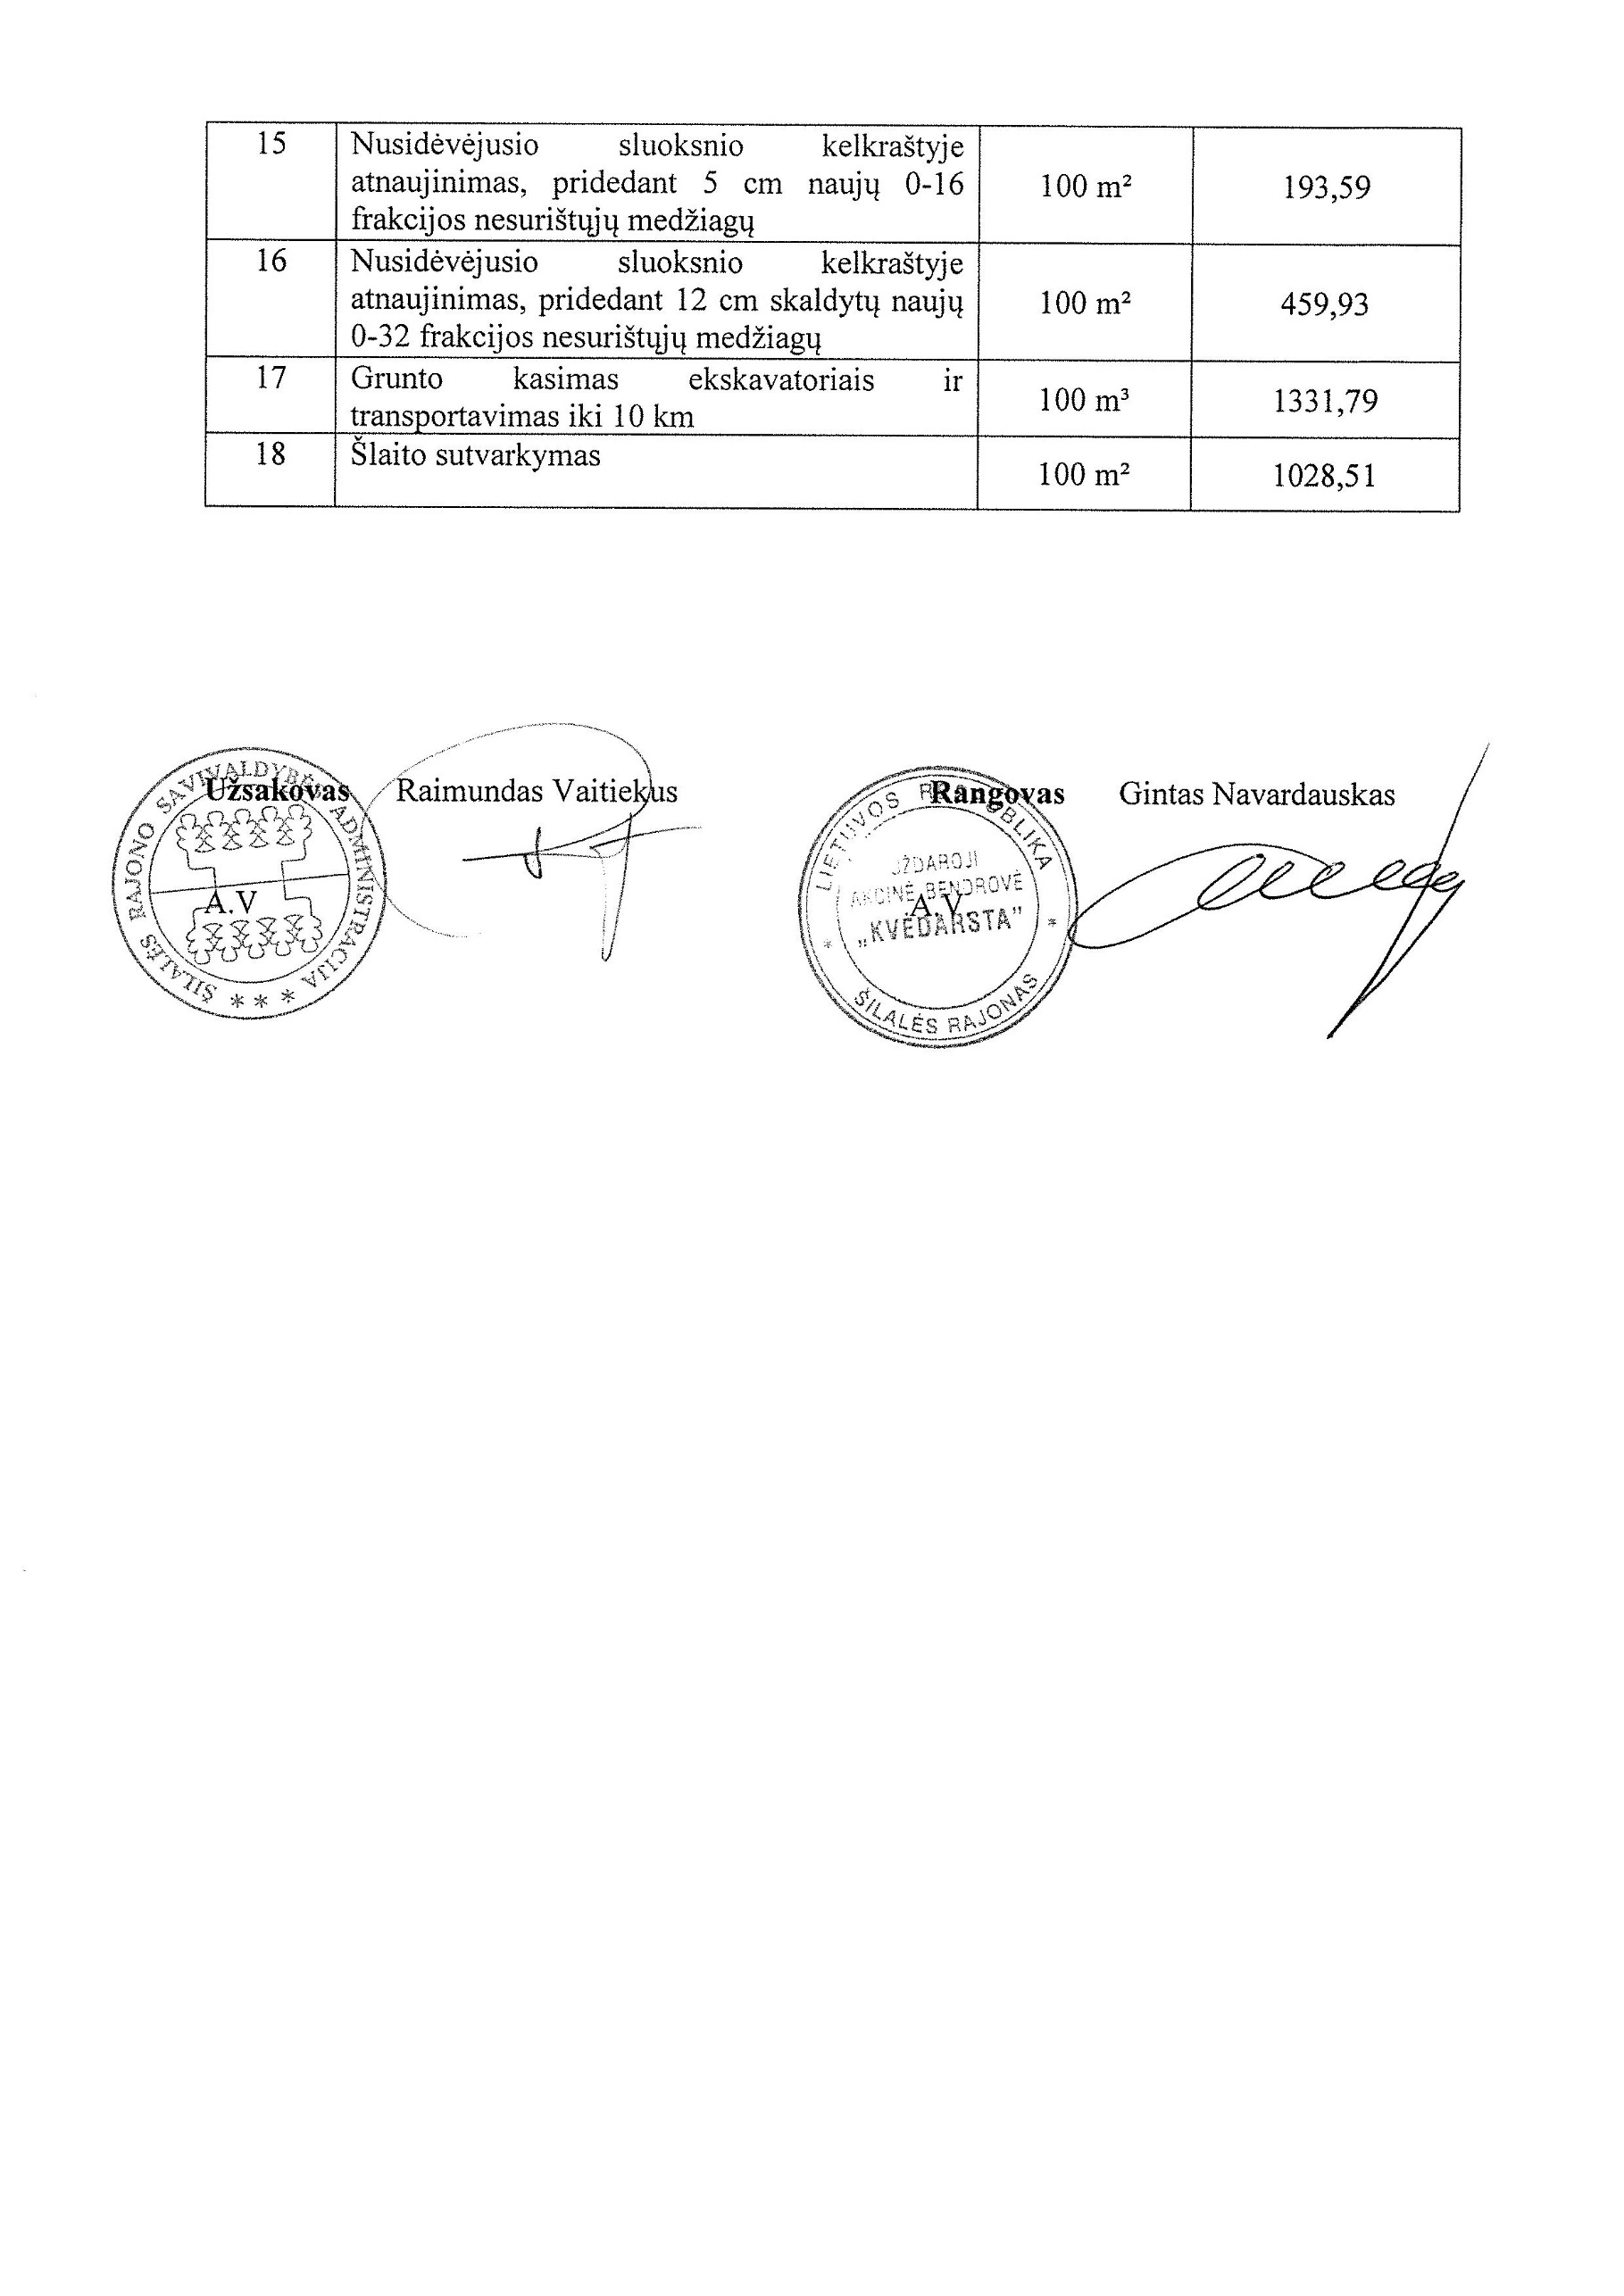 15 Nusidėvėjusio sluoksnio kelkraštyje
atnaujinimas, pridedant 5 cm naujų 0-16
frakcijos nesurištųjų medžiagų
100 m² 193,59
16 Nusidėvėjusio sluoksnio kelkraštyje
atnaujinimas, pridedant 12 cm skaldytų naujų
0-32 frakcijos nesurištųjų medžiagų
100 m² 459,93
17 Grunto kasimas ekskavatoriais ir
transportavimas iki 10 km
100 m³ 1331,79
18 Šlaito sutvarkymas
100 m² 1028,51
Užsakovas Raimundas Vaitiekus
A.V
ŠILALĖS RAJONO SAVIVALDYBĖS ADMINISTRACIJA
* * *
Rangovas Gintas Navardauskas
A.V
LIETUVOS RESPUBLIKA
UŽDAROJI
AKCINĖ BENDROVĖ
„KVĖDARSTA"
* ŠILALĖS RAJONAS *